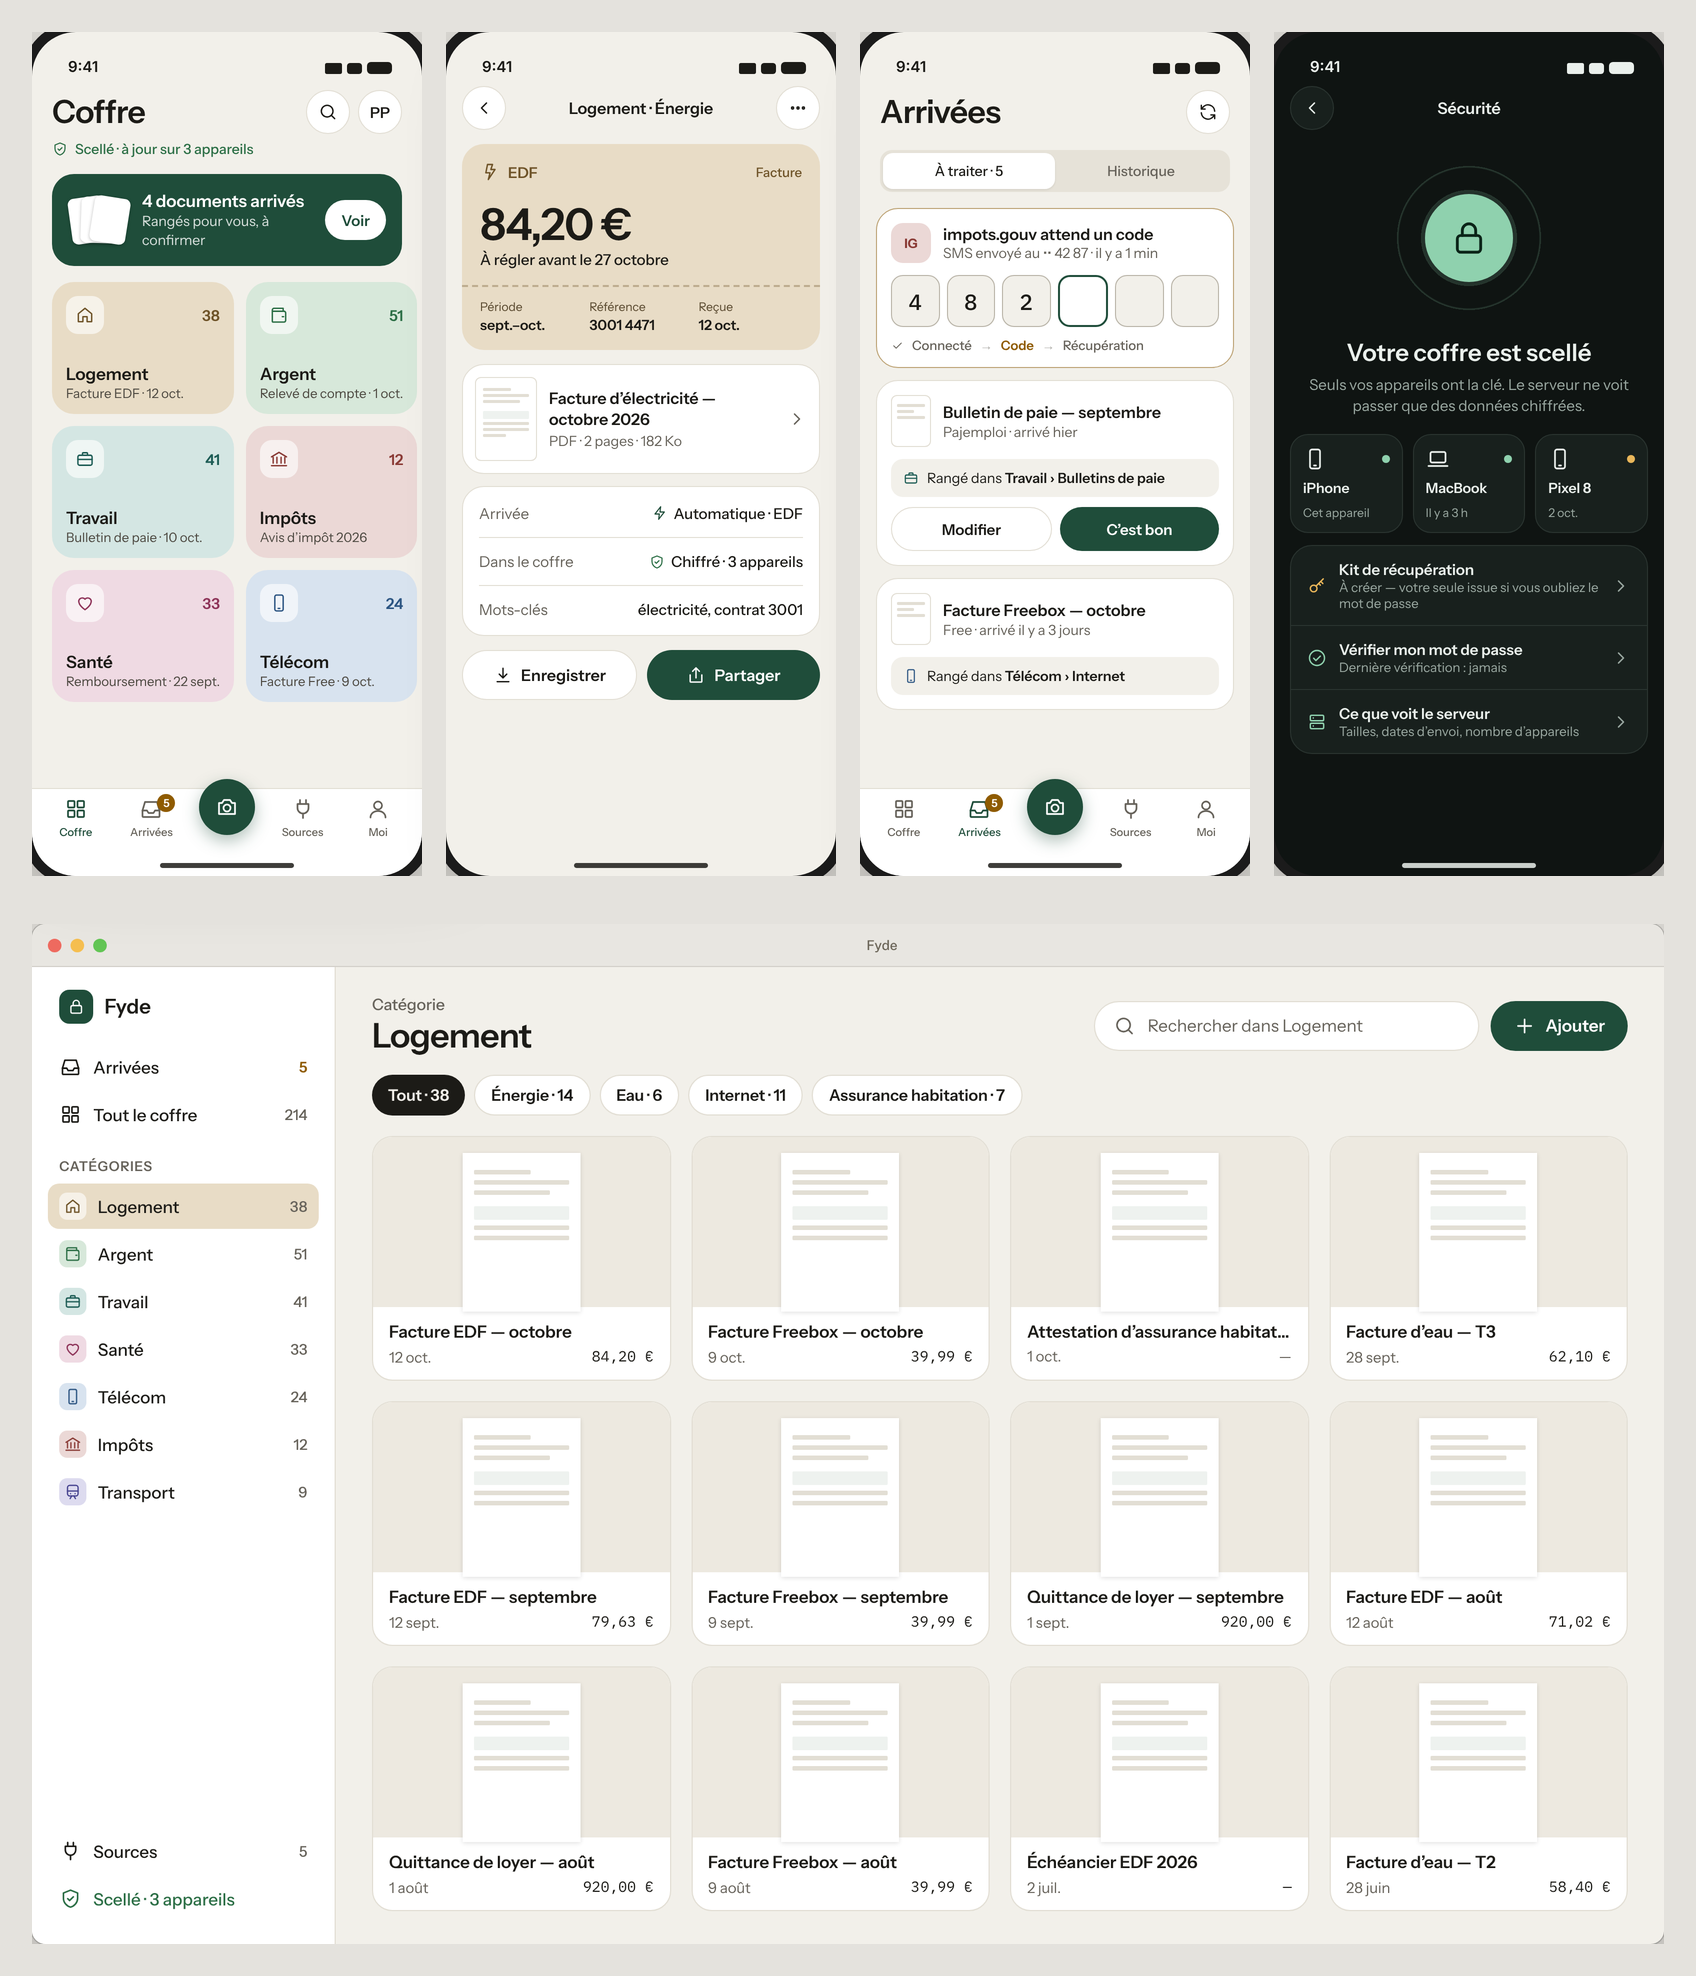 9:41
Coffre
PP
Scellé · à jour sur 3 appareils
4 documents arrivés
Rangés pour vous, à
confirmer
Voir
38
Logement
Facture EDF · 12 oct.
51
Argent
Relevé de compte · 1 oct.
41
Travail
Bulletin de paie · 10 oct.
12
Impôts
Avis d'impôt 2026
33
Santé
Remboursement · 22 sept.
24
Télécom
Facture Free · 9 oct.
5
Coffre
Arrivées
Sources
Moi
9:41
Logement · Énergie
EDF
Facture
84,20 €
À régler avant le 27 octobre
Période
Référence
Reçue
sept.–oct.
3001 4471
12 oct.
Facture d'électricité —
octobre 2026
PDF · 2 pages · 182 Ko
Arrivée
Automatique · EDF
Dans le coffre
Chiffré · 3 appareils
Mots-clés
électricité, contrat 3001
Enregistrer
Partager
9:41
Arrivées
À traiter · 5
Historique
IG
impots.gouv attend un code
SMS envoyé au •• 42 87 · il y a 1 min
4 8 2
Connecté → Code → Récupération
Bulletin de paie — septembre
Pajemploi · arrivé hier
Rangé dans Travail › Bulletins de paie
Modifier
C'est bon
Facture Freebox — octobre
Free · arrivé il y a 3 jours
Rangé dans Télécom › Internet
5
Coffre
Arrivées
Sources
Moi
9:41
Sécurité
Votre coffre est scellé
Seuls vos appareils ont la clé. Le serveur ne voit
passer que des données chiffrées.
iPhone
Cet appareil
MacBook
Il y a 3 h
Pixel 8
2 oct.
Kit de récupération
À créer — votre seule issue si vous oubliez le
mot de passe
Vérifier mon mot de passe
Dernière vérification : jamais
Ce que voit le serveur
Tailles, dates d'envoi, nombre d'appareils
Fyde
Fyde
Arrivées 5
Tout le coffre 214
CATÉGORIES
Logement 38
Argent 51
Travail 41
Santé 33
Télécom 24
Impôts 12
Transport 9
Sources 5
Scellé · 3 appareils
Catégorie
Logement
Rechercher dans Logement
Ajouter
Tout · 38
Énergie · 14
Eau · 6
Internet · 11
Assurance habitation · 7
Facture EDF — octobre
12 oct. 84,20 €
Facture Freebox — octobre
9 oct. 39,99 €
Attestation d'assurance habitat…
1 oct. —
Facture d'eau — T3
28 sept. 62,10 €
Facture EDF — septembre
12 sept. 79,63 €
Facture Freebox — septembre
9 sept. 39,99 €
Quittance de loyer — septembre
1 sept. 920,00 €
Facture EDF — août
12 août 71,02 €
Quittance de loyer — août
1 août 920,00 €
Facture Freebox — août
9 août 39,99 €
Échéancier EDF 2026
2 juil. —
Facture d'eau — T2
28 juin 58,40 €